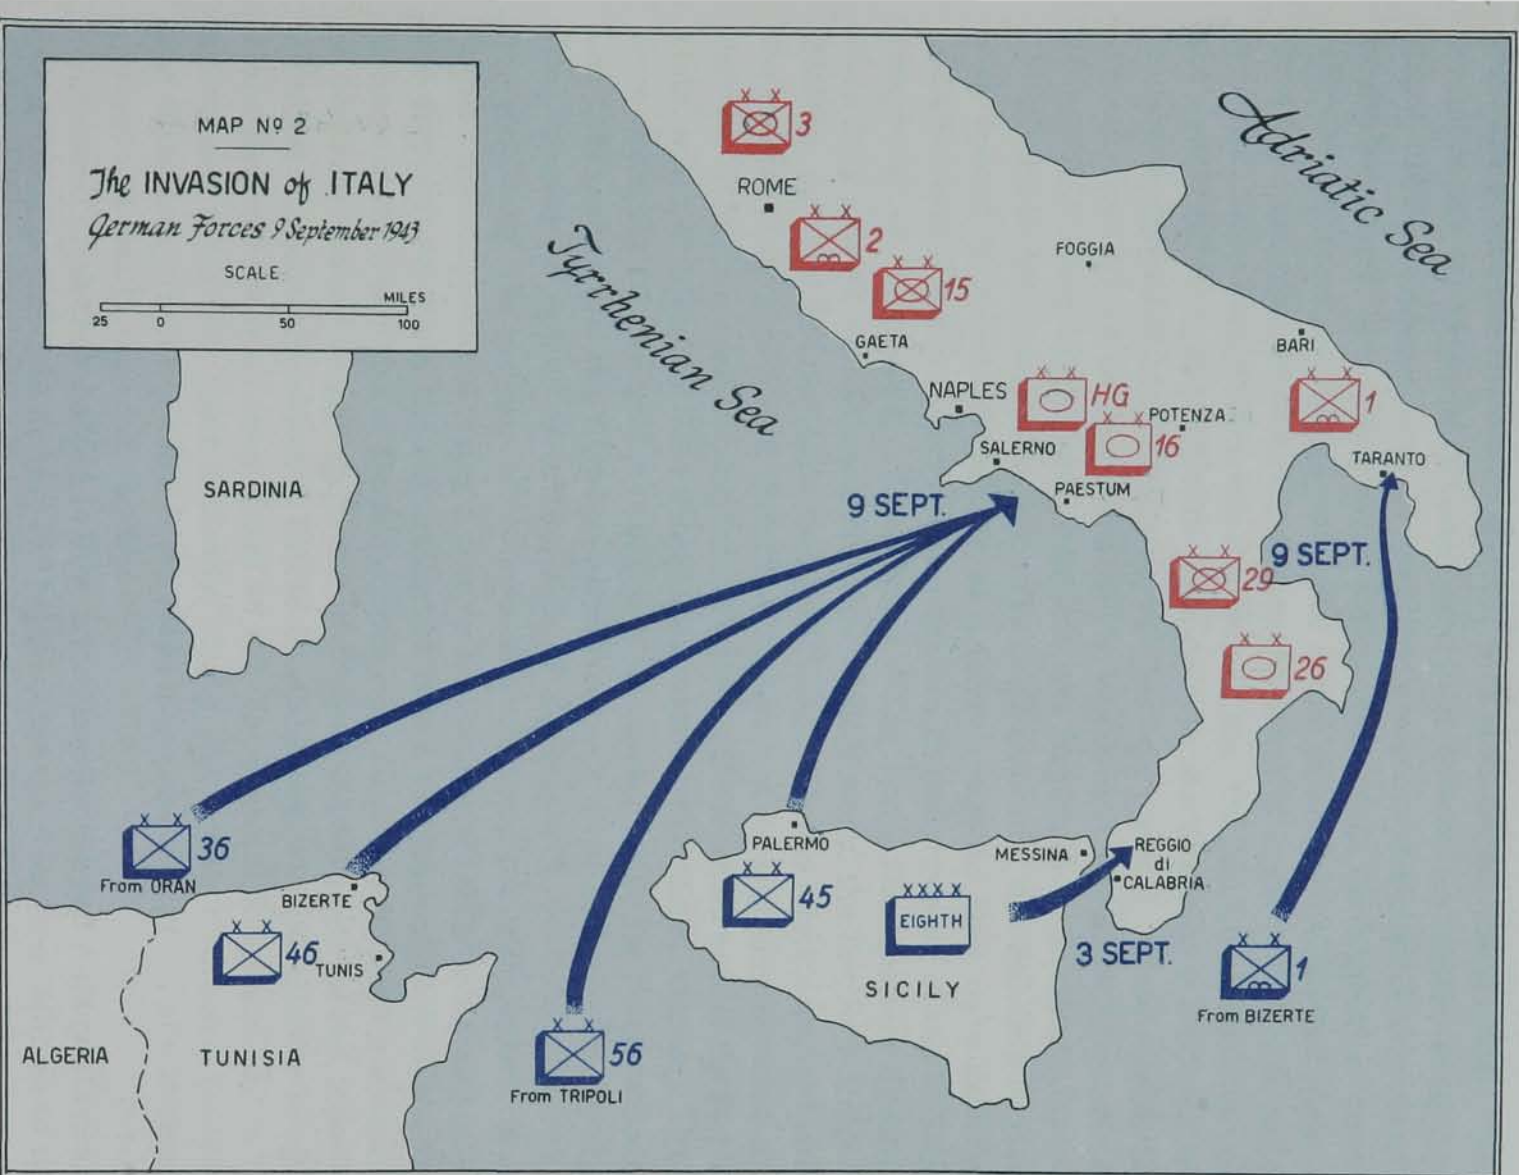 MAP Nº 2
The INVASION of ITALY
German Forces 9 September 1943
SCALE
MILES
25 0 50 100
Adriatic Sea
Tyrrhenian Sea
X X
3
ROME
X X
2
X X
15
FOGGIA
GAETA
BARI
NAPLES
X X
HG
X X
16
POTENZA
X X
1
SALERNO
TARANTO
PAESTUM
9 SEPT.
SARDINIA
9 SEPT.
X X
29
X X
26
X X
36
From ORAN
BIZERTE
X X
46
TUNIS
PALERMO
X X
45
MESSINA
REGGIO
di
CALABRIA
XXXX
EIGHTH
3 SEPT.
SICILY
X X
1
From BIZERTE
ALGERIA
TUNISIA
X X
56
From TRIPOLI